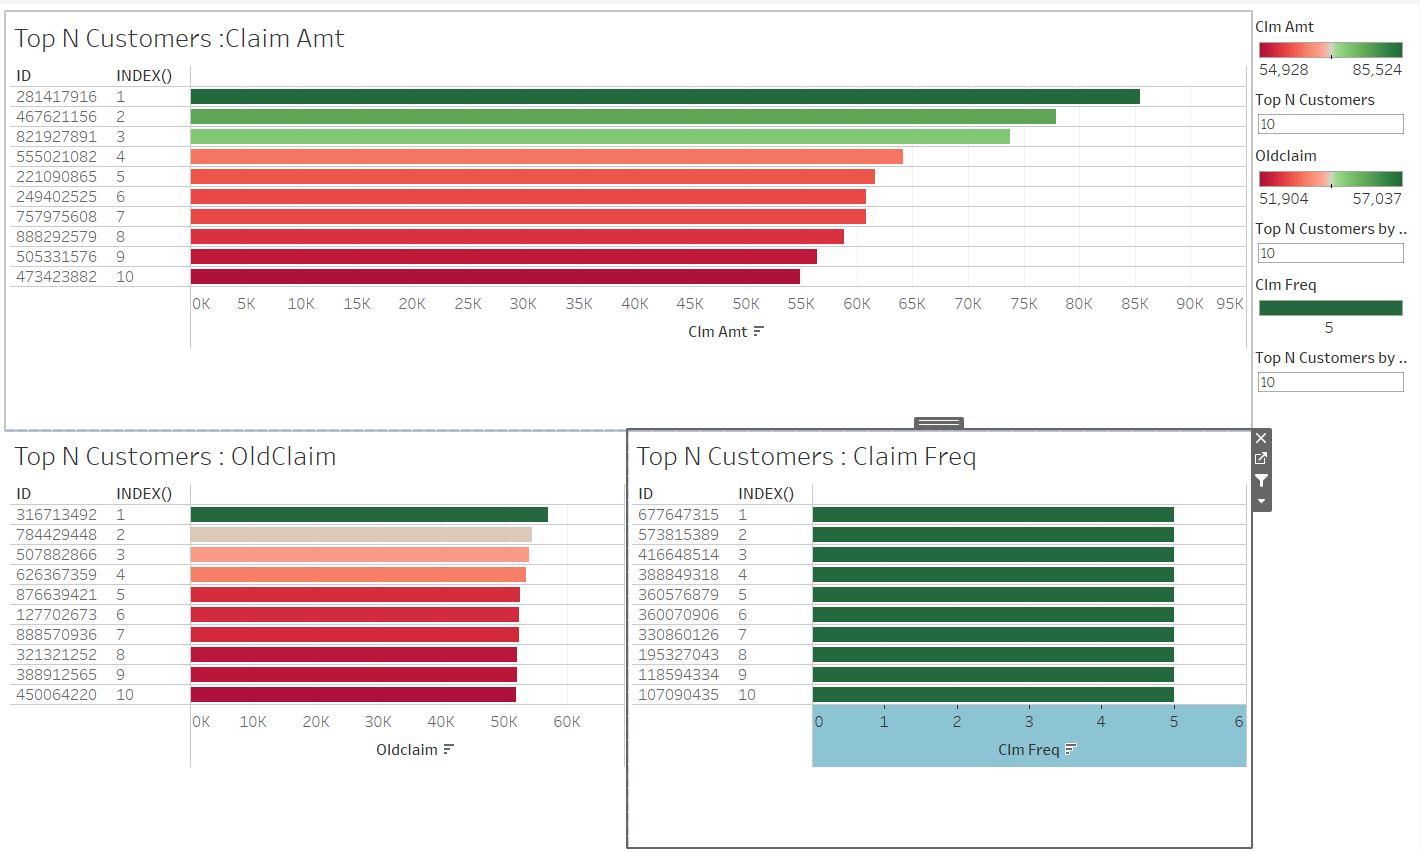 Top N Customers :Claim Amt
ID INDEX()
281417916 1
467621156 2
821927891 3
555021082 4
221090865 5
249402525 6
757975608 7
888292579 8
505331576 9
473423882 10
0K 5K 10K 15K 20K 25K 30K 35K 40K 45K 50K 55K 60K 65K 70K 75K 80K 85K 90K 95K
Clm Amt
Top N Customers : OldClaim
ID INDEX()
316713492 1
784429448 2
507882866 3
626367359 4
876639421 5
127702673 6
888570936 7
321321252 8
388912565 9
450064220 10
0K 10K 20K 30K 40K 50K 60K
Oldclaim
Top N Customers : Claim Freq
ID INDEX()
677647315 1
573815389 2
416648514 3
388849318 4
360576879 5
360070906 6
330860126 7
195327043 8
118594334 9
107090435 10
0 1 2 3 4 5 6
Clm Freq
Clm Amt
54,928 85,524
Top N Customers
10
Oldclaim
51,904 57,037
Top N Customers by ..
10
Clm Freq
5
Top N Customers by ..
10